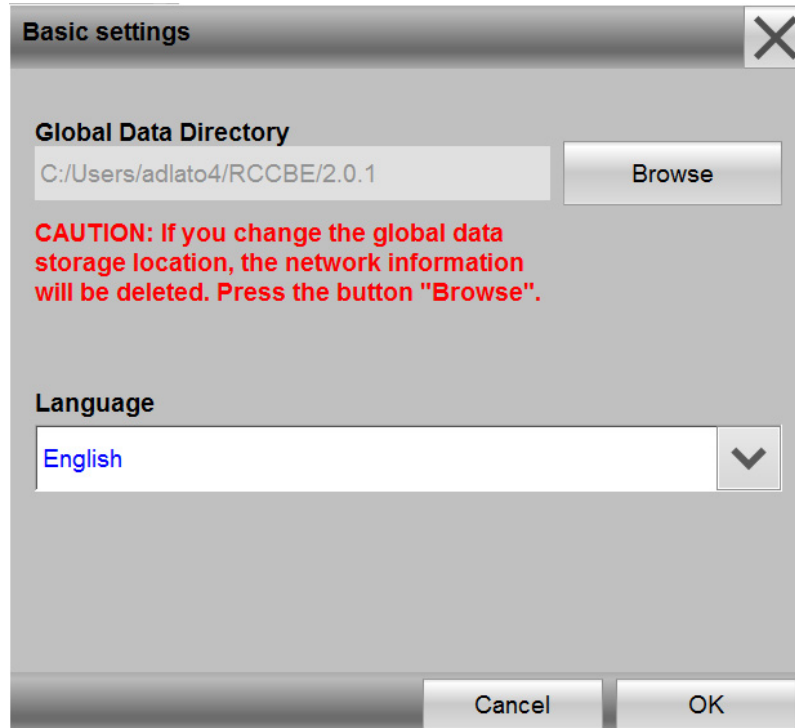 Basic settings
Global Data Directory
C:/Users/adlato4/RCCBE/2.0.1
Browse
CAUTION: If you change the global data
storage location, the network information
will be deleted. Press the button "Browse".
Language
English
Cancel
OK